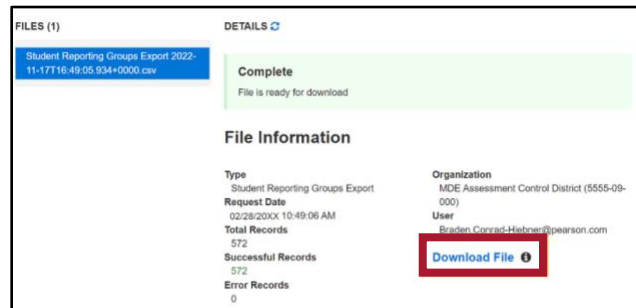 FILES (1)
DETAILS
Student Reporting Groups Export 2022-
11-17T16:49:05.934+0000.csv
Complete
File is ready for download
File Information
Type
Student Reporting Groups Export
Request Date
02/28/20XX 10:49:06 AM
Total Records
572
Successful Records
572
Error Records
0
Organization
MDE Assessment Control District (5555-09-
000)
User
Braden.Conrad-Hiebner@pearson.com
Download File